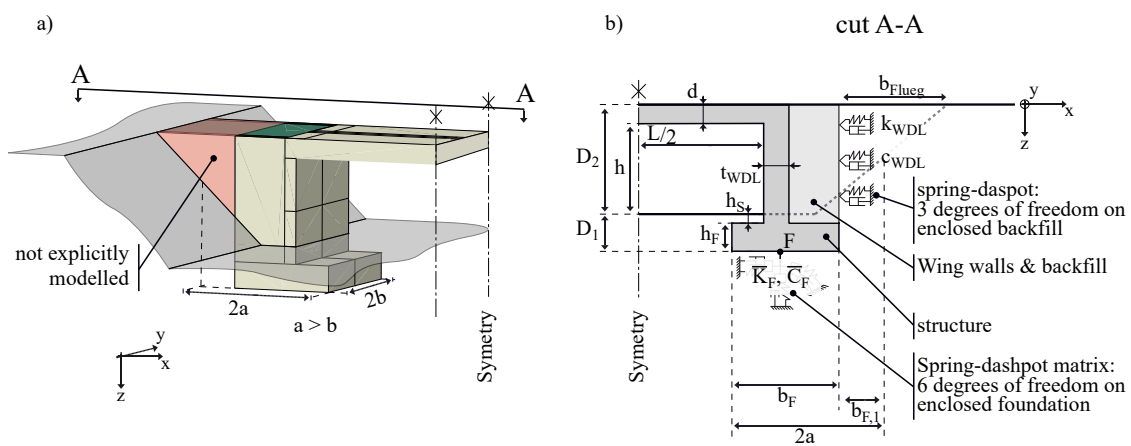 a)
A
A
not explicitly
modelled
2a
2b
a > b
y
x
z
Symetry
b)
cut A-A
b_Flueg
d
y
x
z
k_WDL
L/2
D_2
h
t_WDL
c_WDL
h_S
D_1
h_F
F
K_F, C_F
spring-daspot:
3 degrees of freedom on
enclosed backfill
Wing walls & backfill
structure
Spring-dashpot matrix:
6 degrees of freedom on
enclosed foundation
Symetry
b_F
b_F,1
2a